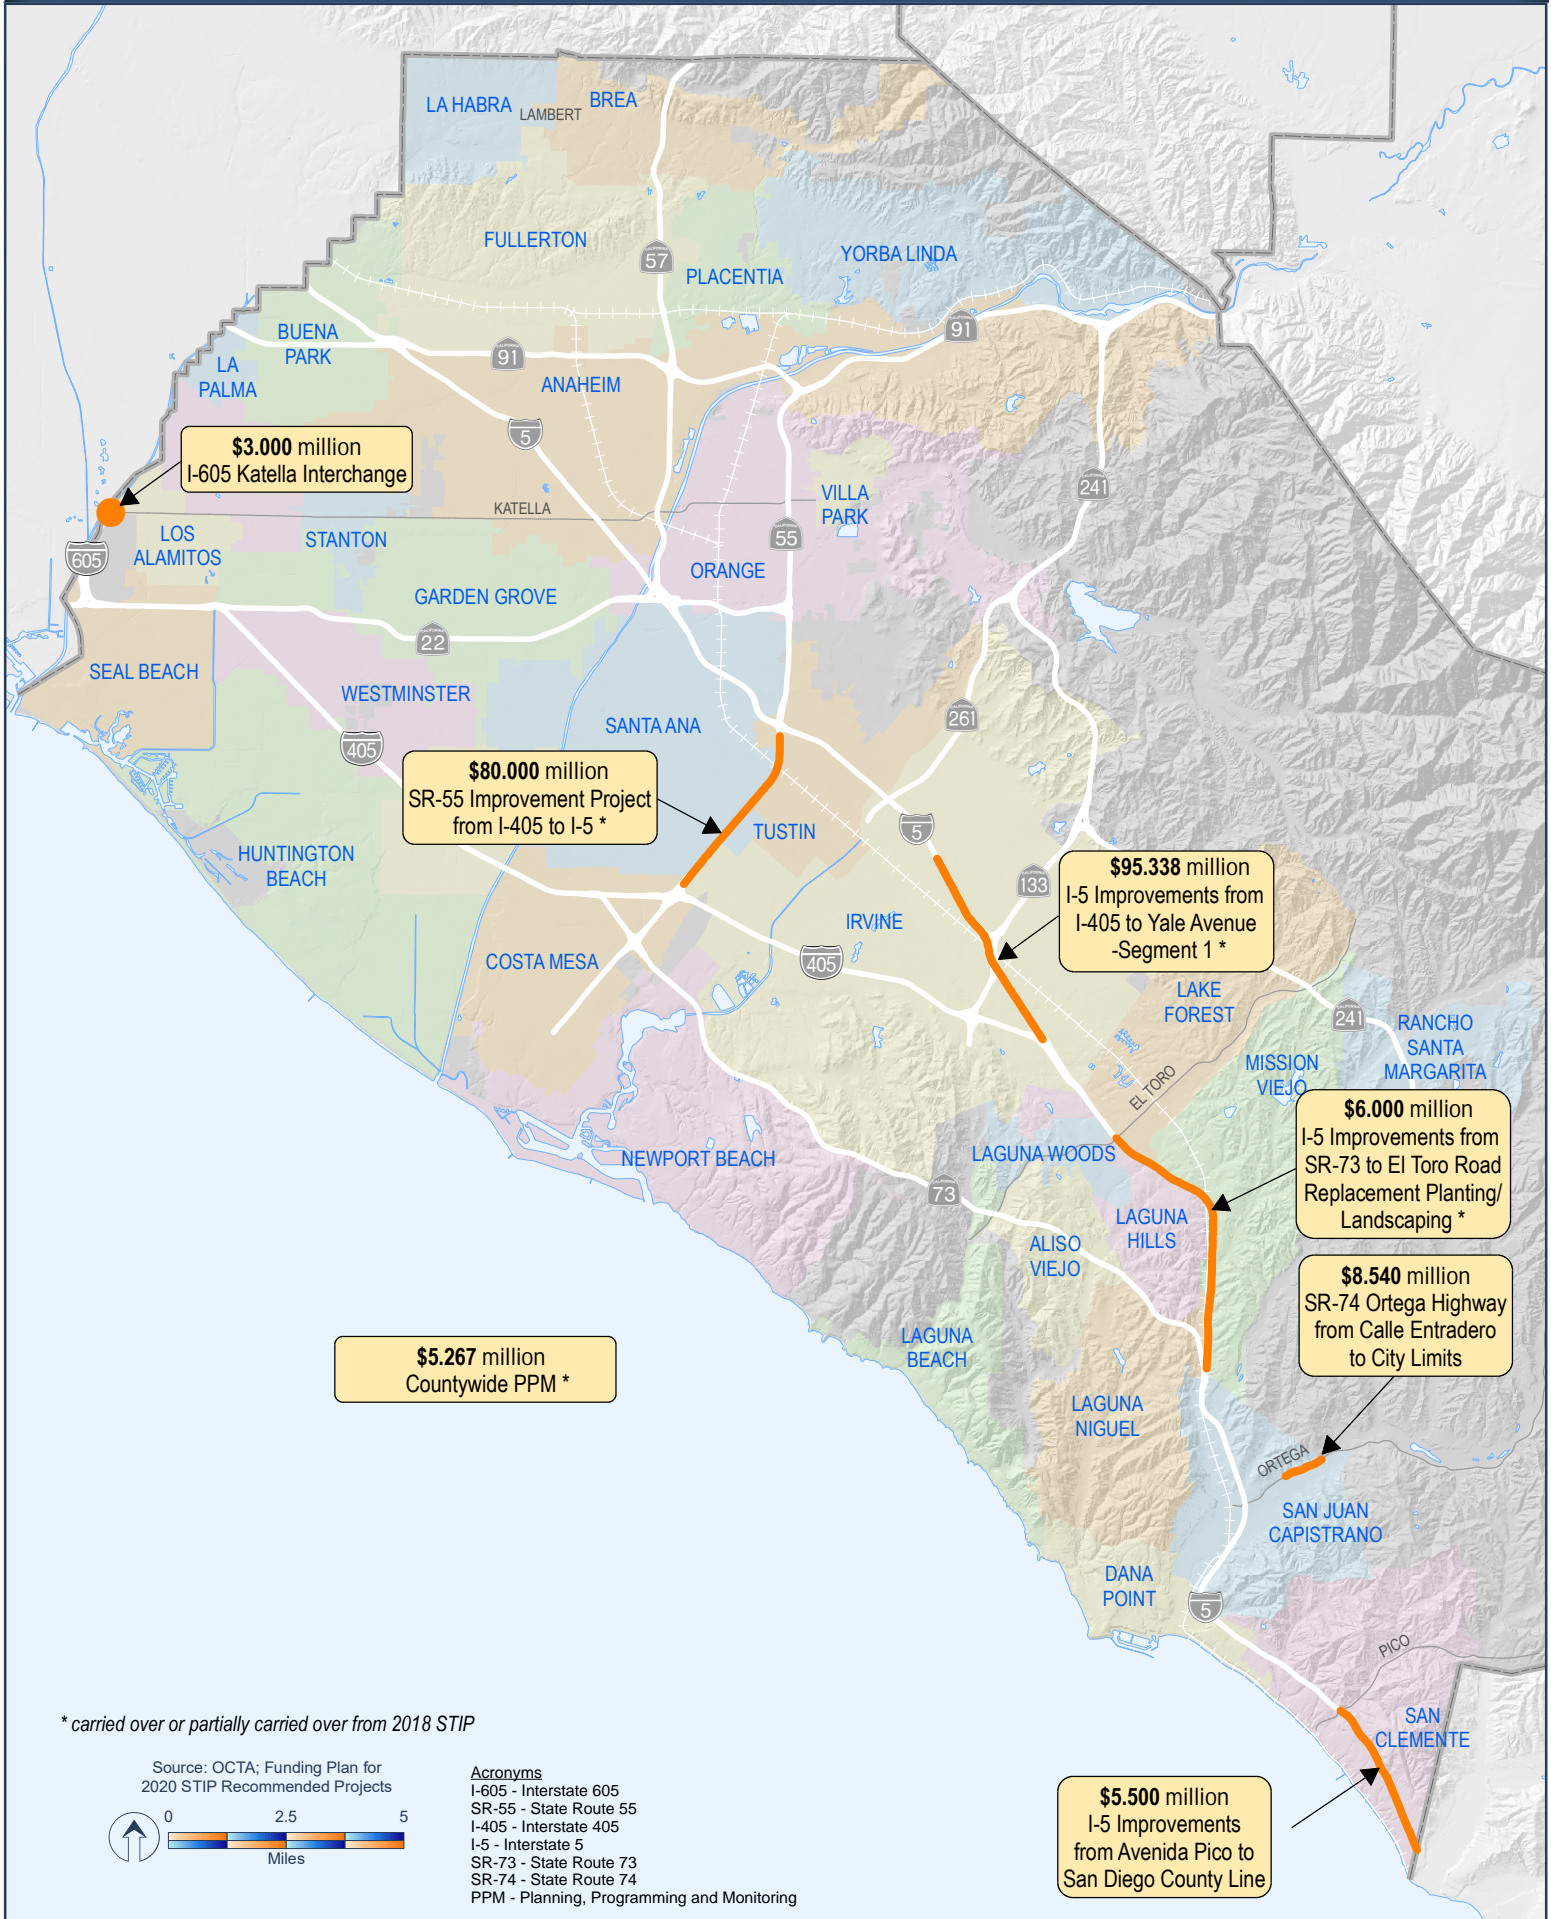 LA HABRA
LAMBERT
BREA
FULLERTON
CALIFORNIA
57
PLACENTIA
YORBA LINDA
BUENA
PARK
CALIFORNIA
91
CALIFORNIA
91
LA
PALMA
ANAHEIM
5
$3.000 million
I-605 Katella Interchange
CALIFORNIA
241
KATELLA
VILLA
PARK
LOS
ALAMITOS
STANTON
CALIFORNIA
55
605
ORANGE
GARDEN GROVE
CALIFORNIA
22
SEAL BEACH
WESTMINSTER
SANTA ANA
CALIFORNIA
261
405
$80.000 million
SR-55 Improvement Project
from I-405 to I-5 *
TUSTIN
5
HUNTINGTON
BEACH
CALIFORNIA
133
$95.338 million
I-5 Improvements from
I-405 to Yale Avenue
-Segment 1 *
IRVINE
COSTA MESA
405
LAKE
FOREST
CALIFORNIA
241
RANCHO
SANTA
MARGARITA
MISSION
VIEJO
EL TORO
$6.000 million
I-5 Improvements from
SR-73 to El Toro Road
Replacement Planting/
Landscaping *
LAGUNA WOODS
NEWPORT BEACH
CALIFORNIA
73
LAGUNA
HILLS
ALISO
VIEJO
$8.540 million
SR-74 Ortega Highway
from Calle Entradero
to City Limits
LAGUNA
BEACH
$5.267 million
Countywide PPM *
LAGUNA
NIGUEL
ORTEGA
SAN JUAN
CAPISTRANO
DANA
POINT
5
PICO
SAN
CLEMENTE
* carried over or partially carried over from 2018 STIP
$5.500 million
I-5 Improvements
from Avenida Pico to
San Diego County Line
Source: OCTA; Funding Plan for
2020 STIP Recommended Projects
0 2.5 5
Miles
Acronyms
I-605 - Interstate 605
SR-55 - State Route 55
I-405 - Interstate 405
I-5 - Interstate 5
SR-73 - State Route 73
SR-74 - State Route 74
PPM - Planning, Programming and Monitoring